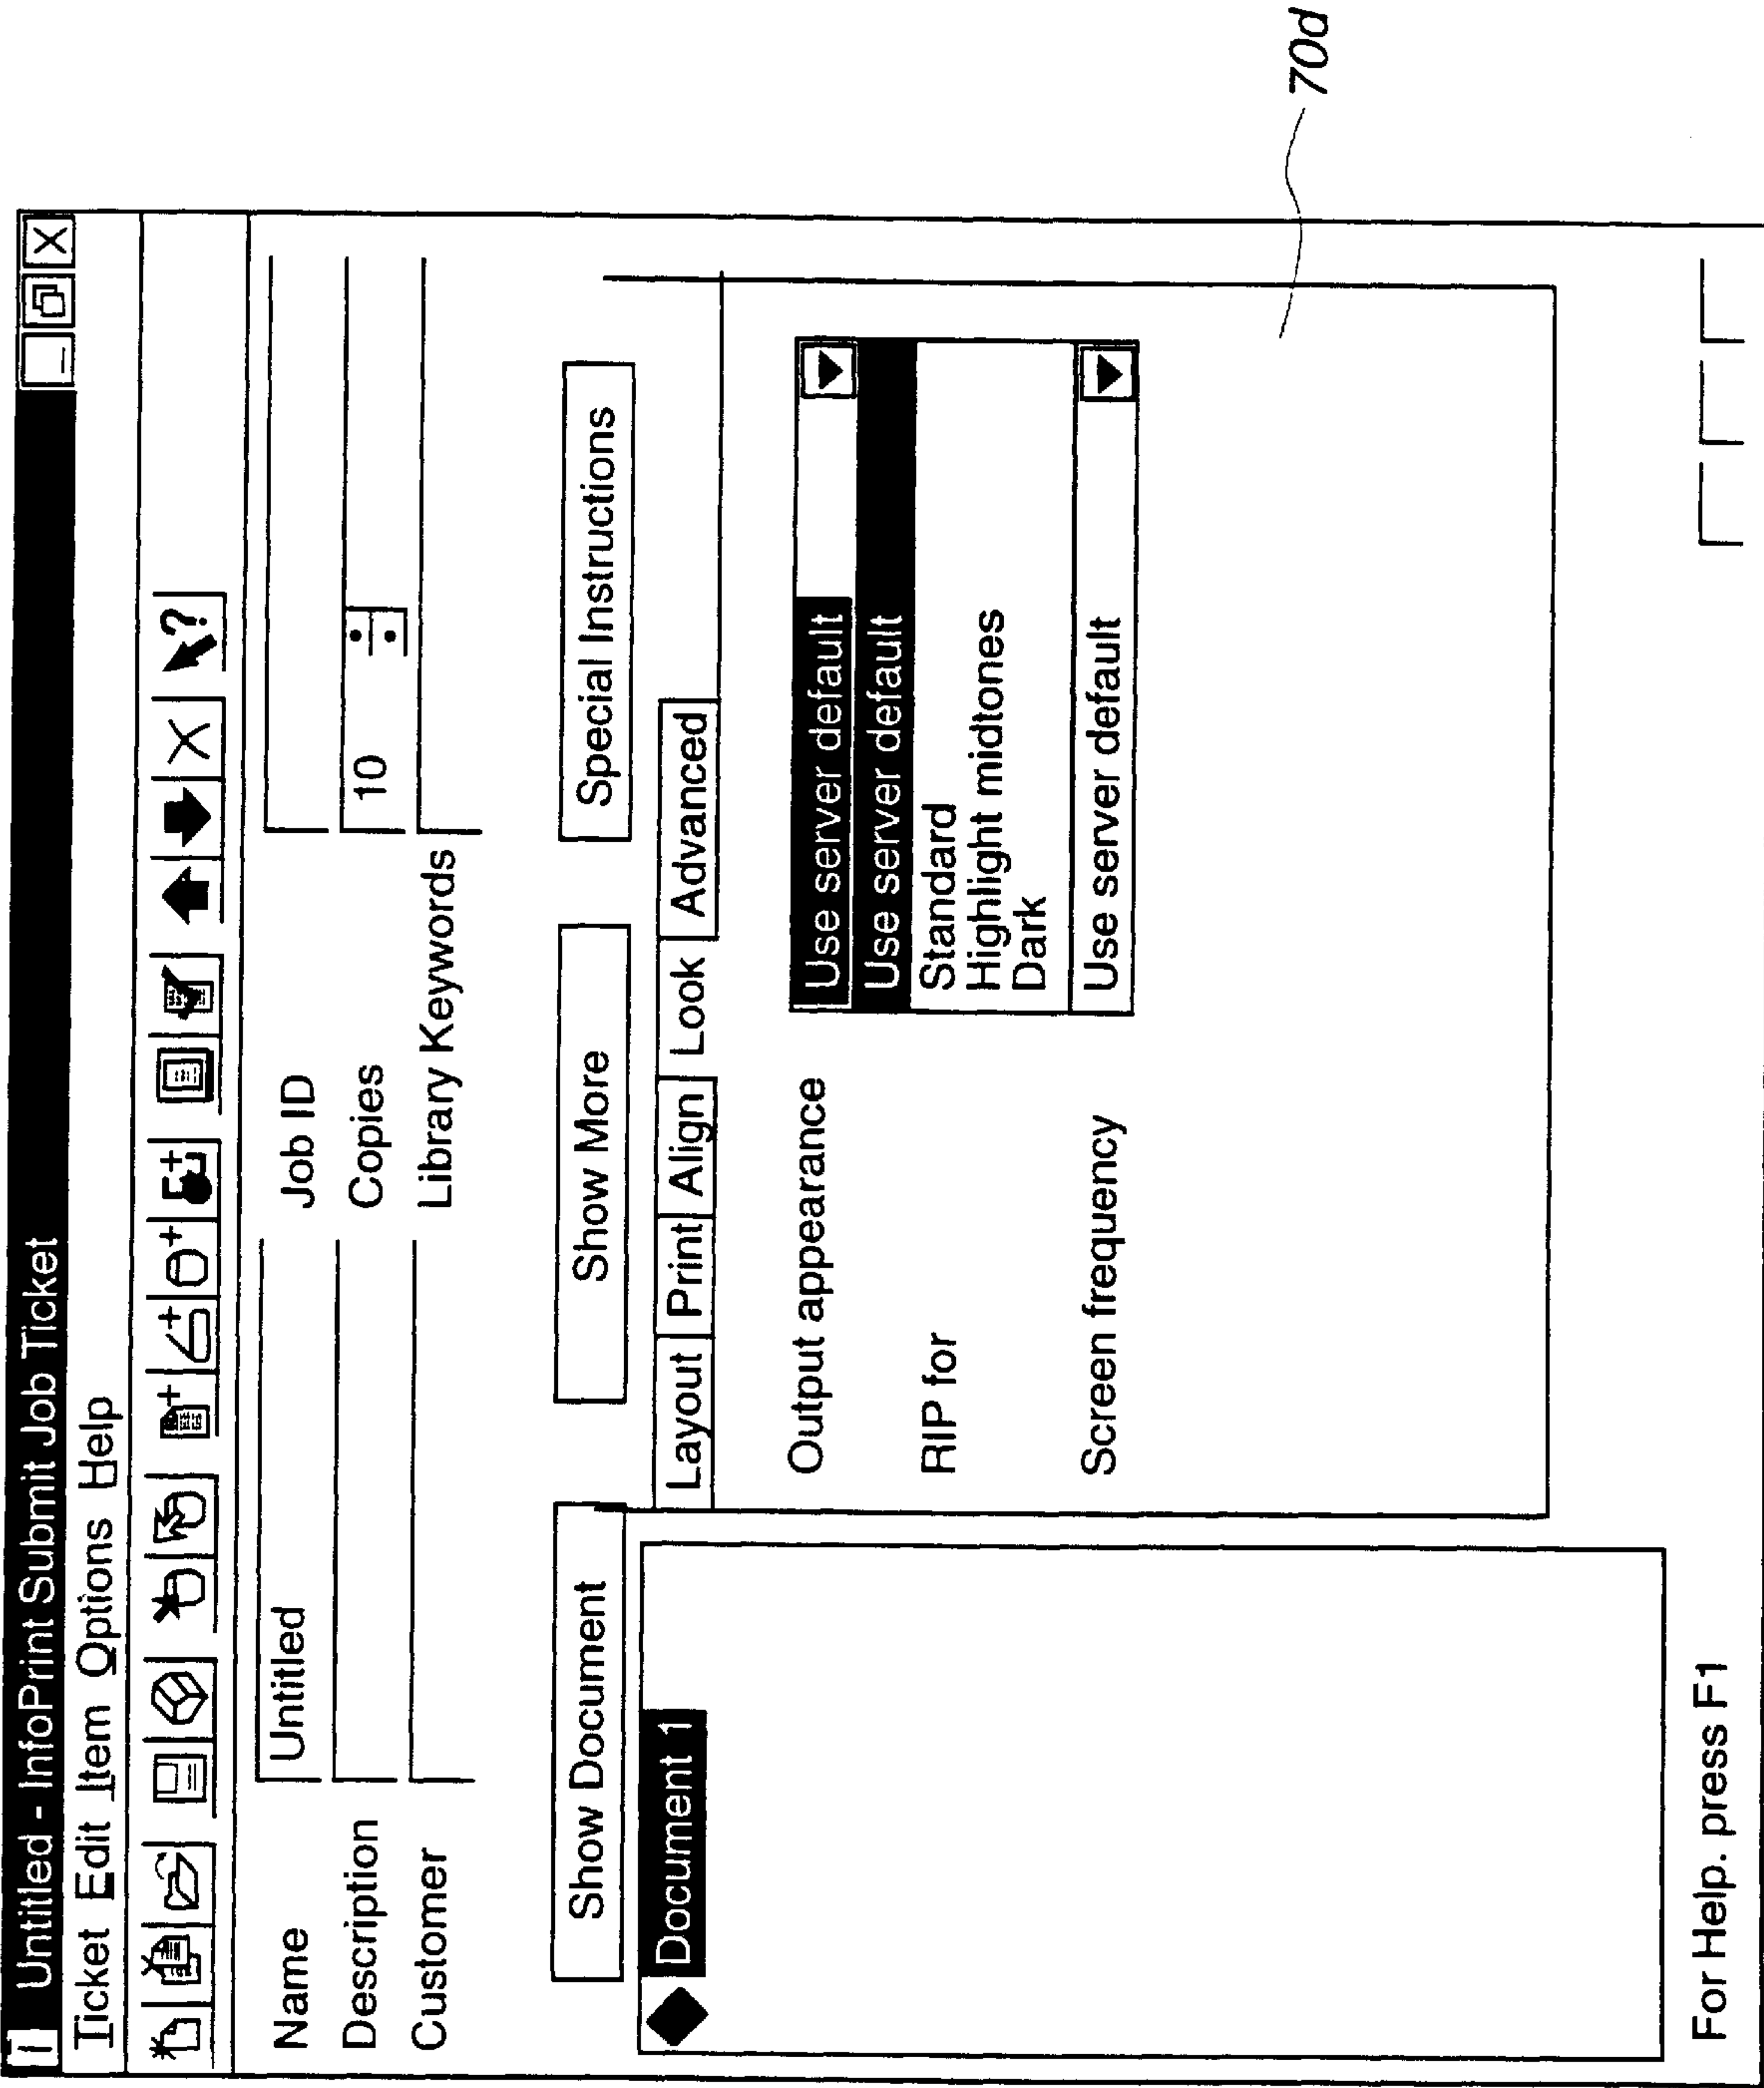 Untitled - InfoPrint Submit Job Ticket
Ticket Edit Item Options Help
Name Untitled Job ID
Description Copies 10
Customer Library Keywords
Show Document Show More Special Instructions
Document 1
Layout Print Align Look Advanced
Output appearance Use server default
Use server default
RIP for Standard
Highlight midtones
Dark
Screen frequency Use server default
For Help. press F1
70d